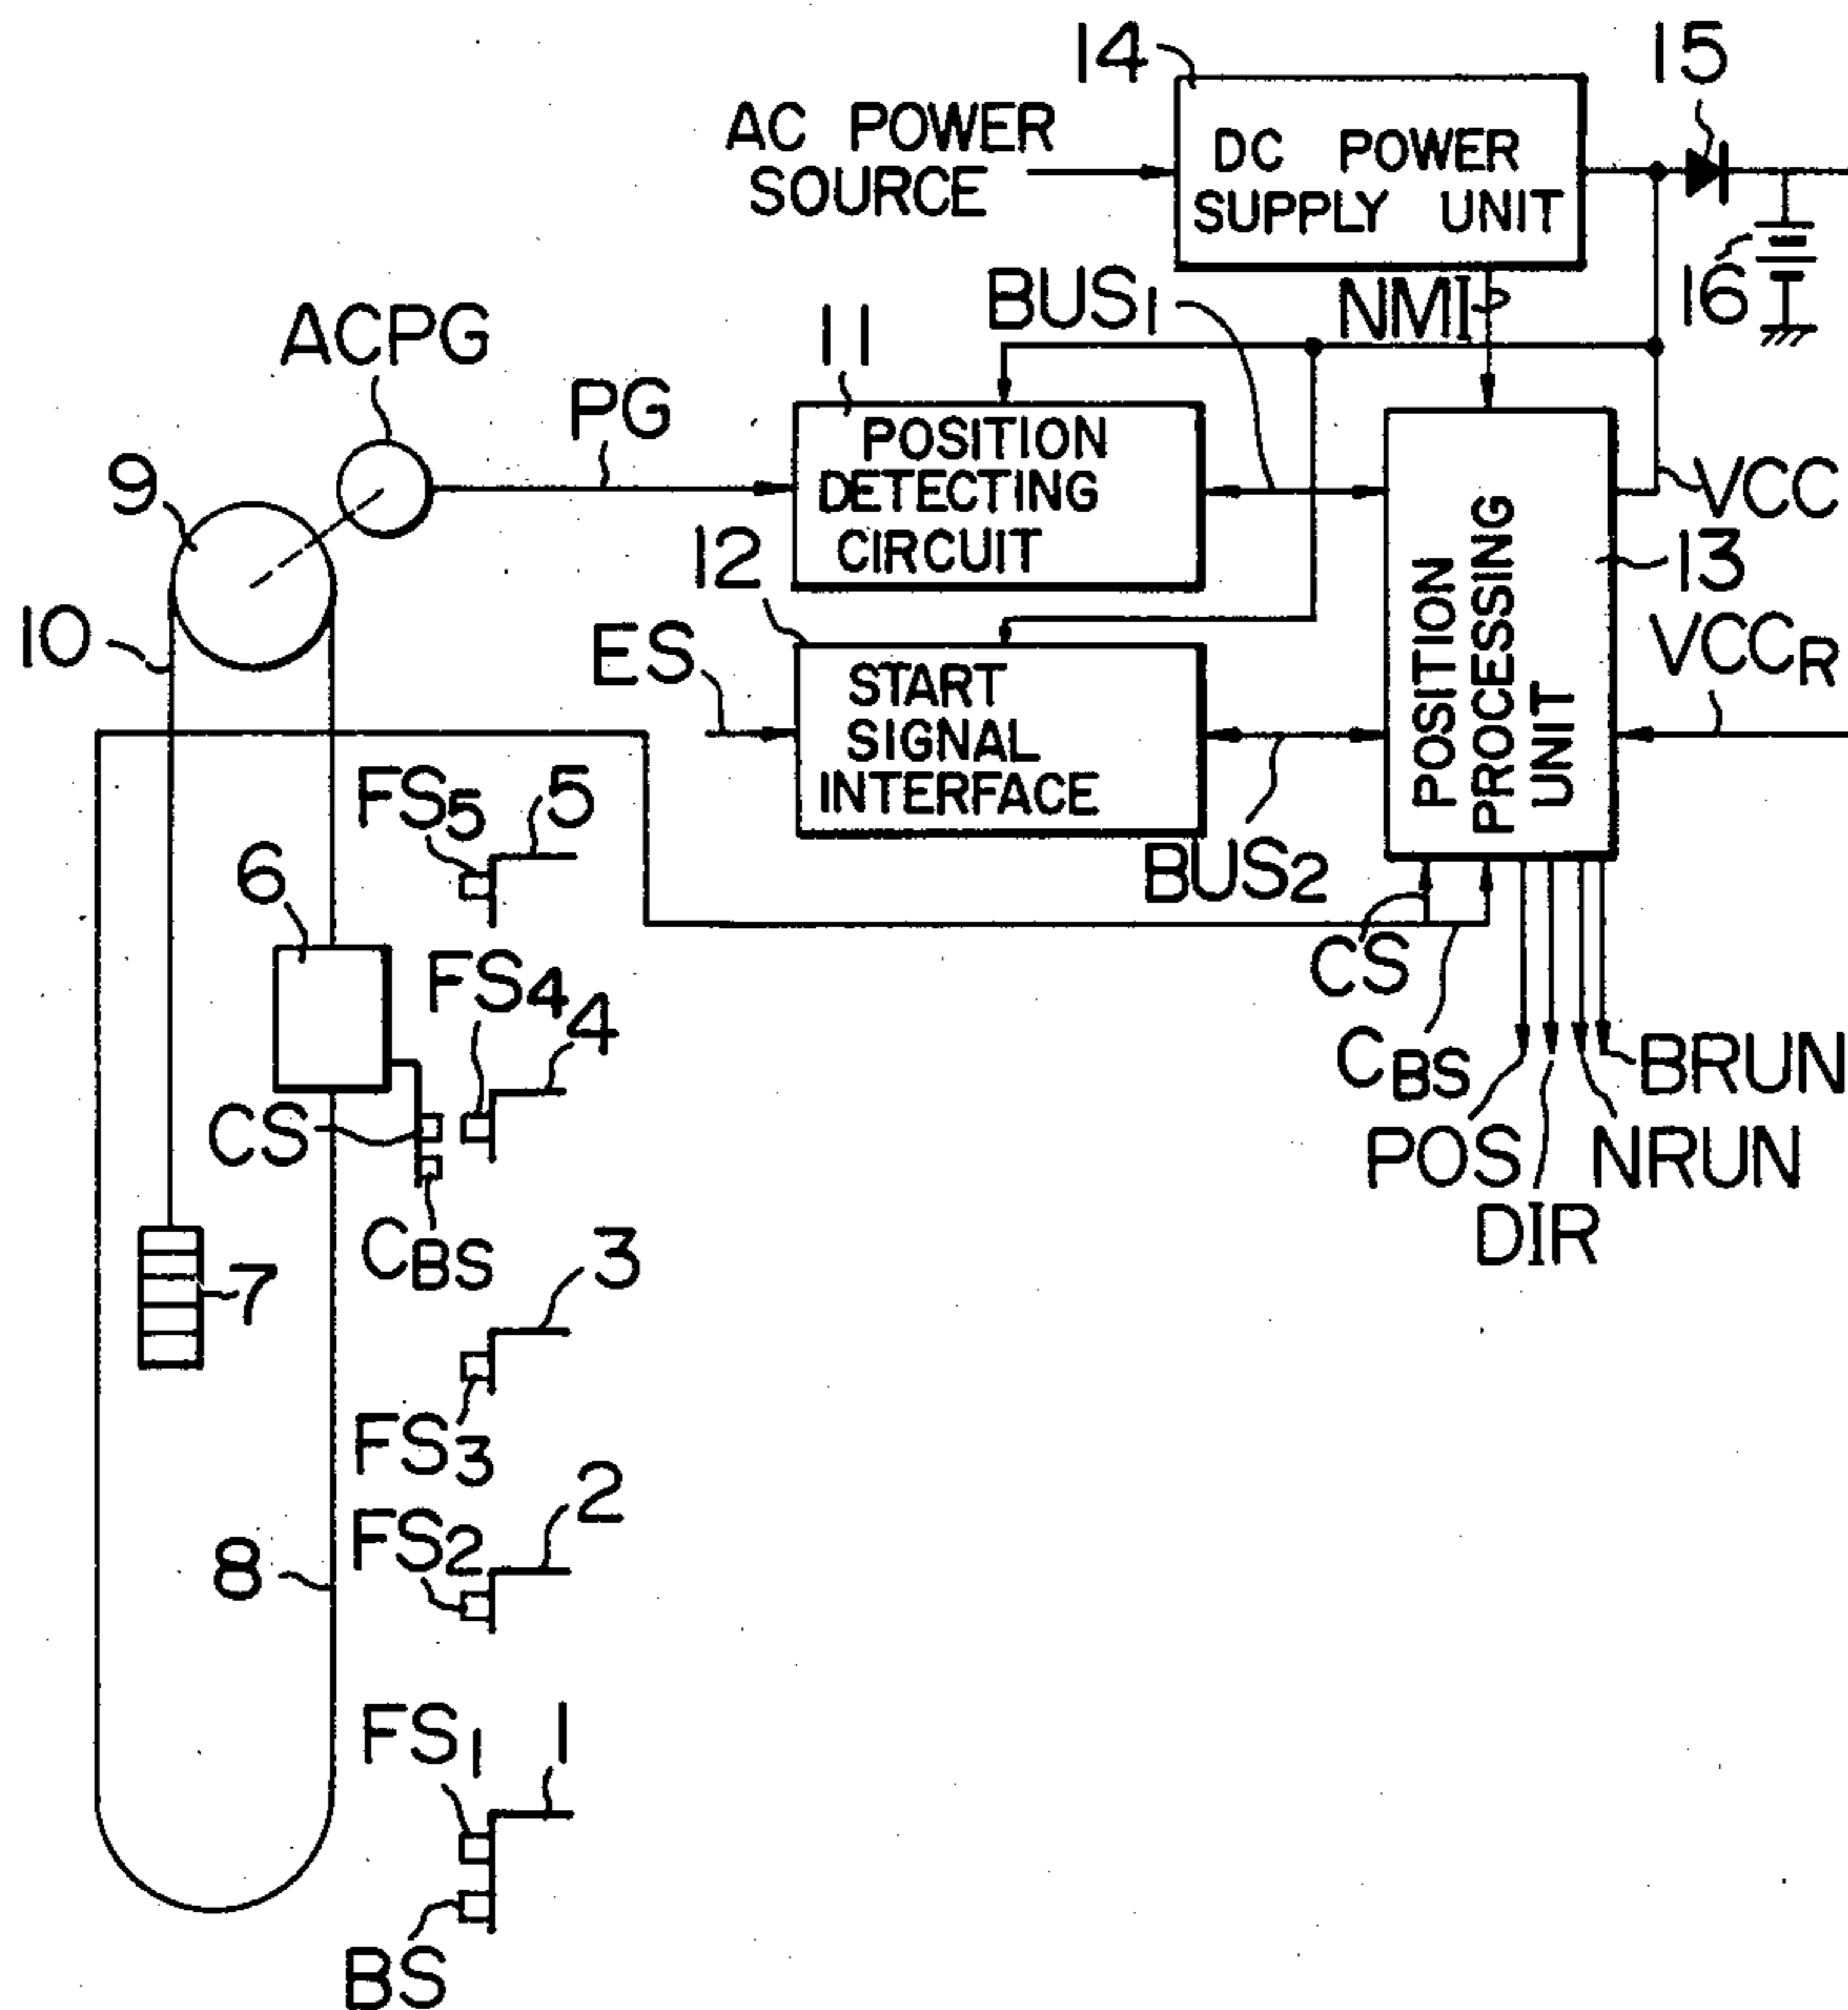 14
15
AC POWER
SOURCE
DC POWER
SUPPLY UNIT
16
ACPG
PG
11
BUS1
NMI
POSITION
DETECTING
CIRCUIT
9
12
VCC
13
10
ES
START
SIGNAL
INTERFACE
POSITION
PROCESSING
UNIT
VCCR
FS5
5
BUS2
6
FS4
4
CS
CBS
CS
CBS
POS
DIR
NRUN
BRUN
7
3
FS3
FS2
2
8
FS1
1
BS